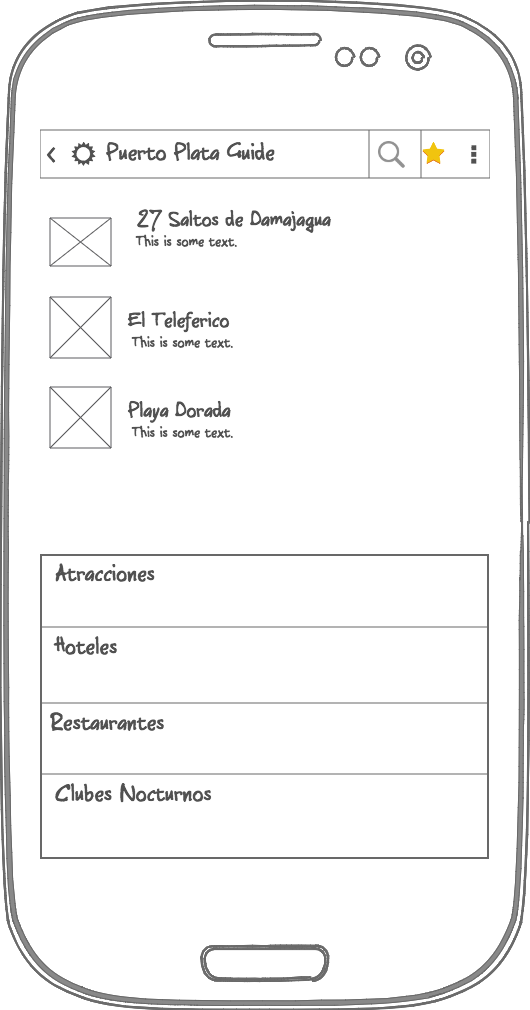 Puerto Plata Guide
27 Saltos de Damajagua
This is some text.
El Teleferico
This is some text.
Playa Dorada
This is some text.
Atracciones
Hoteles
Restaurantes
Clubes Nocturnos